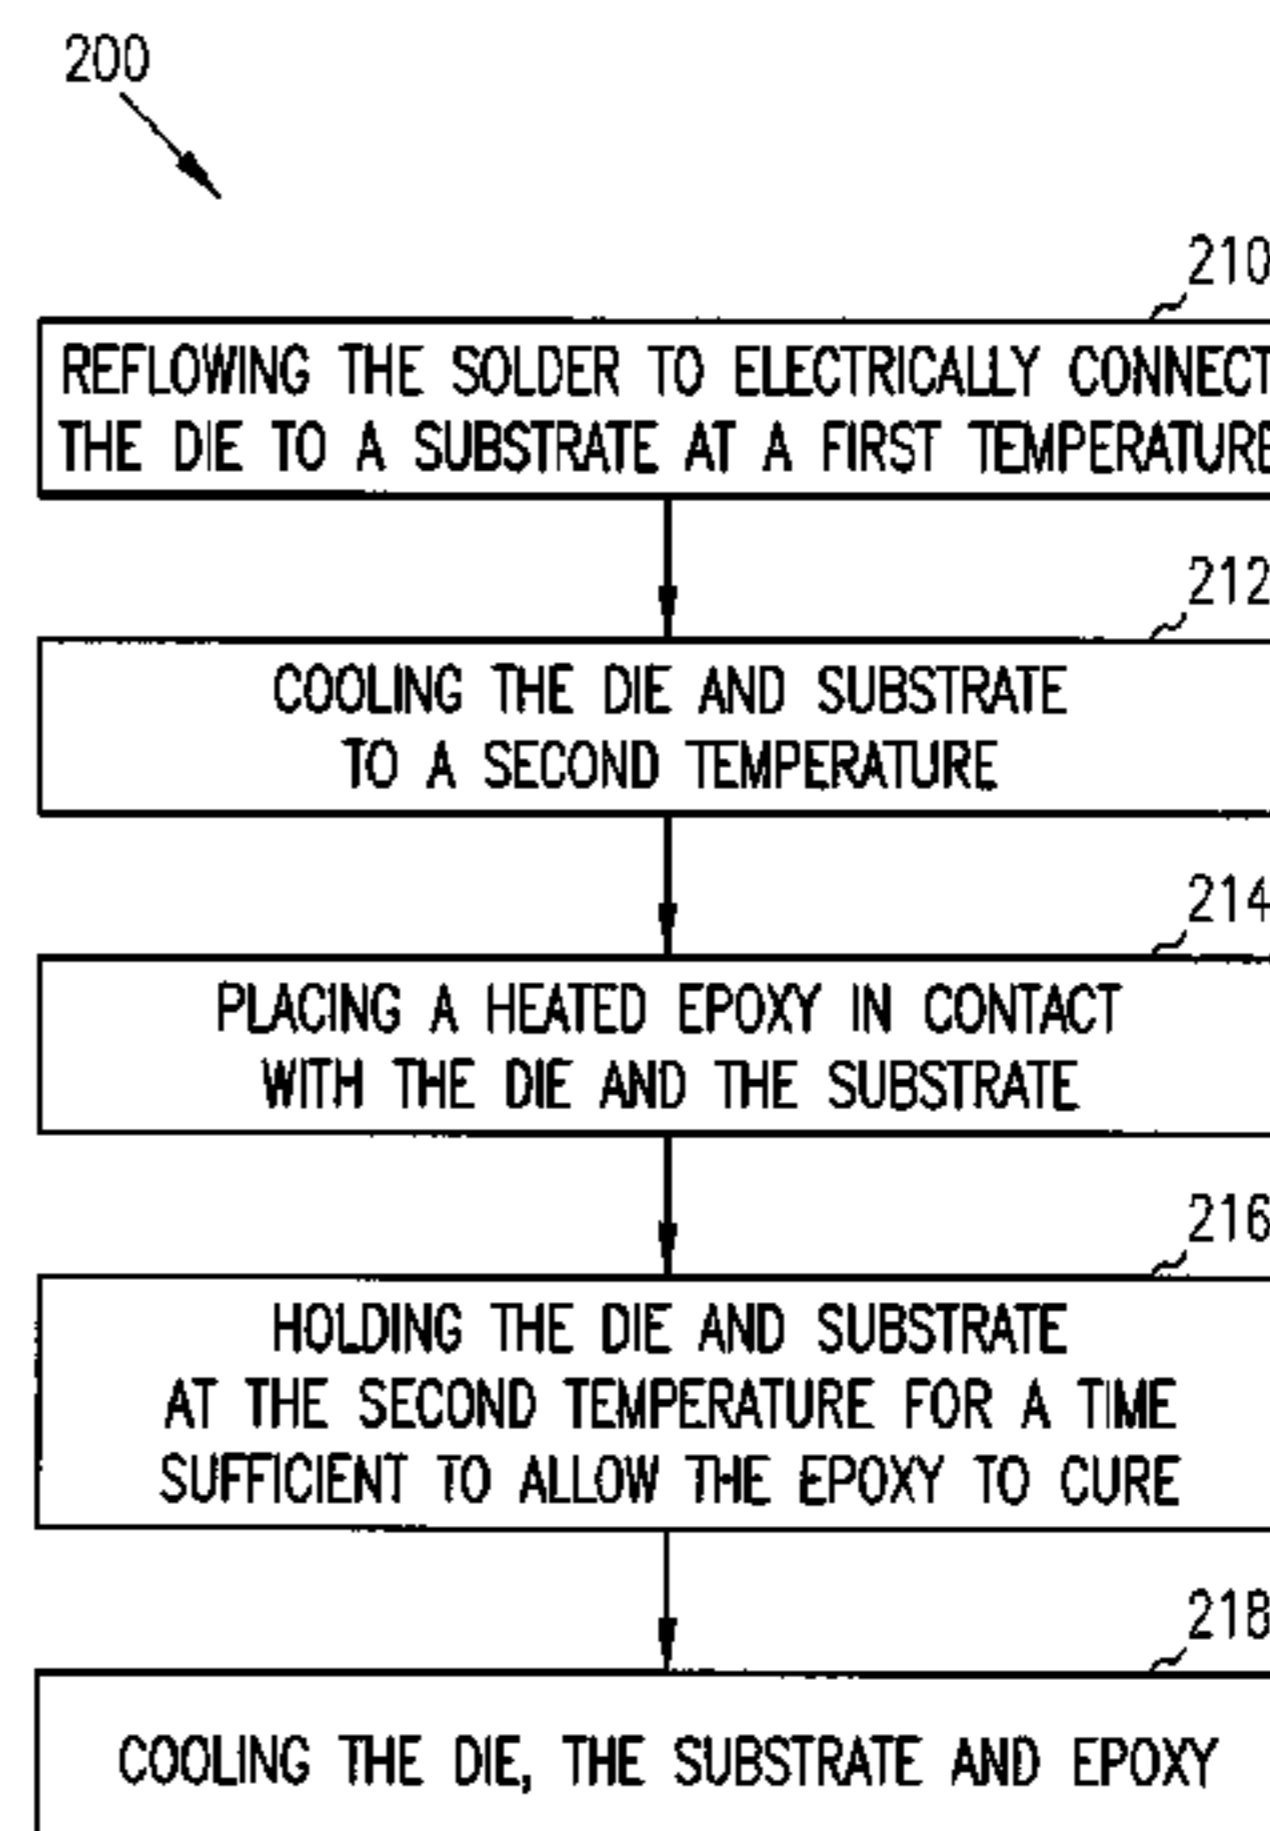 200
210
REFLOWING THE SOLDER TO ELECTRICALLY CONNECT
THE DIE TO A SUBSTRATE AT A FIRST TEMPERATURE
212
COOLING THE DIE AND SUBSTRATE
TO A SECOND TEMPERATURE
214
PLACING A HEATED EPOXY IN CONTACT
WITH THE DIE AND THE SUBSTRATE
216
HOLDING THE DIE AND SUBSTRATE
AT THE SECOND TEMPERATURE FOR A TIME
SUFFICIENT TO ALLOW THE EPOXY TO CURE
218
COOLING THE DIE, THE SUBSTRATE AND EPOXY